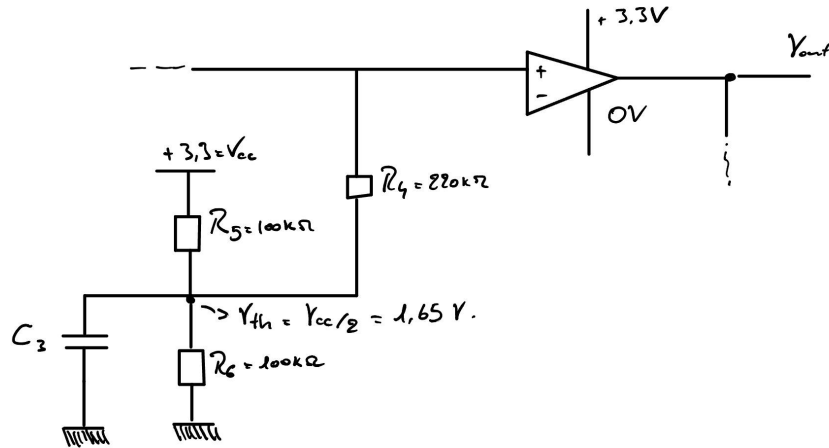 + 3,3V
Vout
+
-
0V
+ 3,3 = Vcc
R4 = 220kΩ
R5 = 100kΩ
Vth = Vcc/2 = 1,65 V.
C3
R6 = 100kΩ